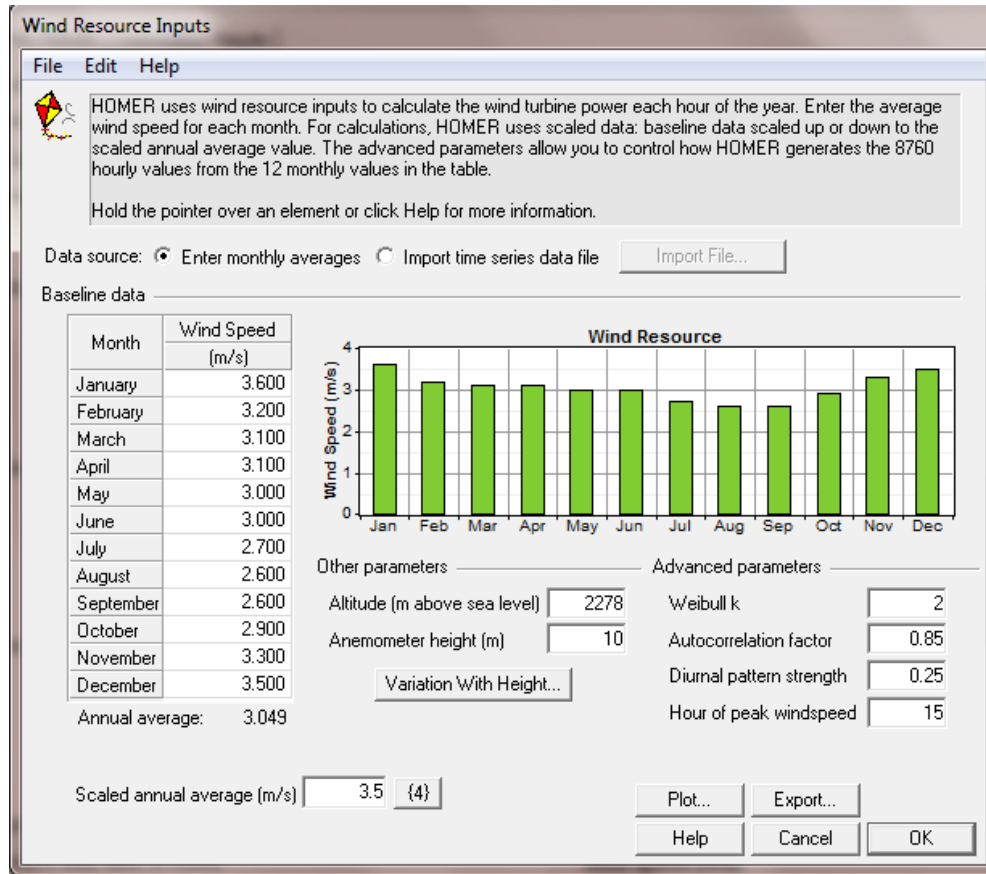 Wind Resource Inputs
File Edit Help
HOMER uses wind resource inputs to calculate the wind turbine power each hour of the year. Enter the average
wind speed for each month. For calculations, HOMER uses scaled data: baseline data scaled up or down to the
scaled annual average value. The advanced parameters allow you to control how HOMER generates the 8760
hourly values from the 12 monthly values in the table.
Hold the pointer over an element or click Help for more information.
Data source: Enter monthly averages Import time series data file Import File...
Baseline data
Month Wind Speed
(m/s)
January 3.600
February 3.200
March 3.100
April 3.100
May 3.000
June 3.000
July 2.700
August 2.600
September 2.600
October 2.900
November 3.300
December 3.500
Annual average: 3.049
Wind Resource
Wind Speed (m/s)
4
3
2
1
0
Jan Feb Mar Apr May Jun Jul Aug Sep Oct Nov Dec
Other parameters
Altitude (m above sea level) 2278
Anemometer height (m) 10
Variation With Height...
Advanced parameters
Weibull k 2
Autocorrelation factor 0.85
Diurnal pattern strength 0.25
Hour of peak windspeed 15
Scaled annual average (m/s) 3.5 {4}
Plot... Export...
Help Cancel OK